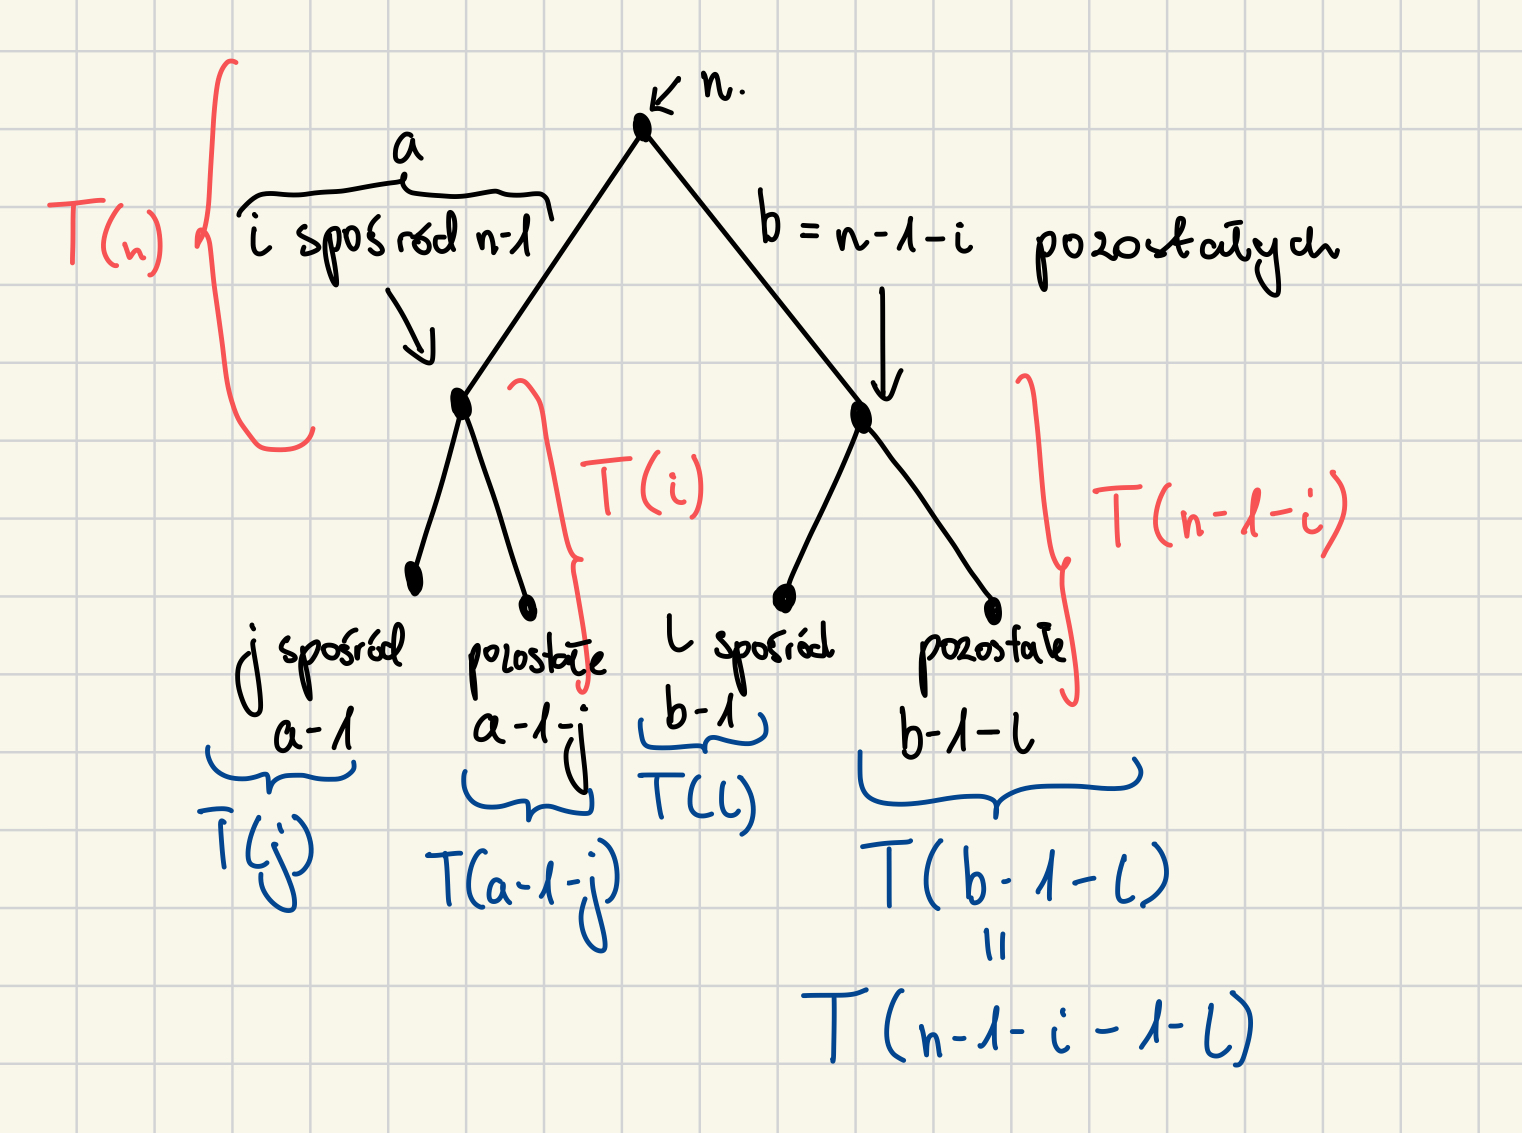 n.
a
i spośród n-1
b = n-1-i pozostałych
T(n)
T(i)
T(n-1-i)
j spośród
a-1
pozostałe
a-1-j
l spośród
b-1
pozostałe
b-1-l
T(j)
T(a-1-j)
T(l)
T(b-1-l)
=
T(n-1-i-1-l)